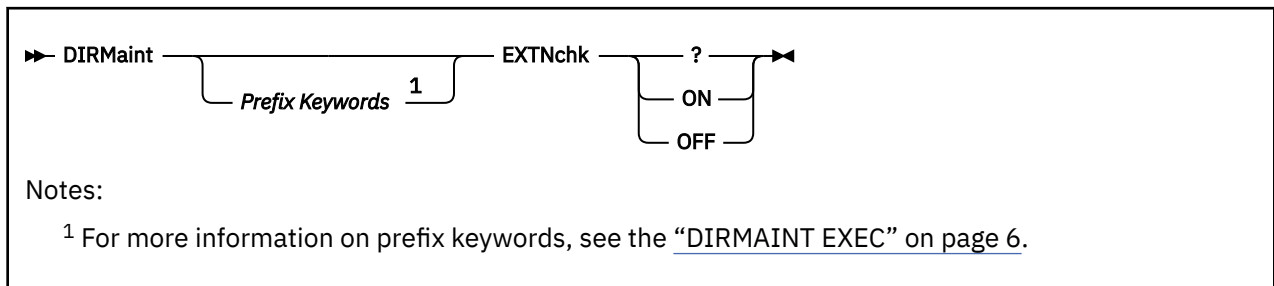 DIRMaint Prefix Keywords 1 EXTNchk ?
ON
OFF
Notes:
1 For more information on prefix keywords, see the “DIRMAINT EXEC” on page 6.